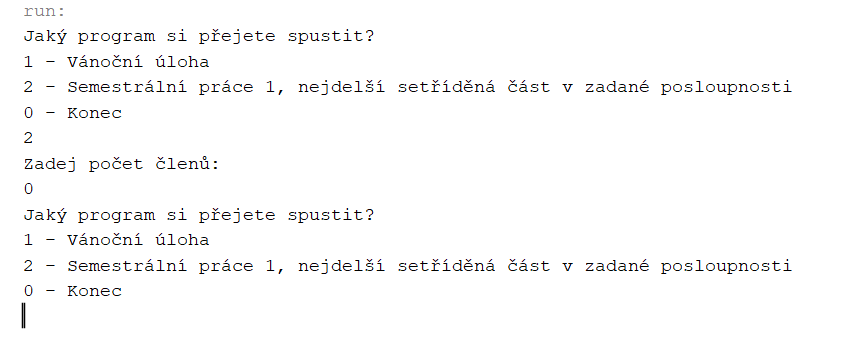 run:
Jaký program si přejete spustit?
1 - Vánoční úloha
2 - Semestrální práce 1, nejdelší setříděná část v zadané posloupnosti
0 - Konec
2
Zadej počet členů:
0
Jaký program si přejete spustit?
1 - Vánoční úloha
2 - Semestrální práce 1, nejdelší setříděná část v zadané posloupnosti
0 - Konec